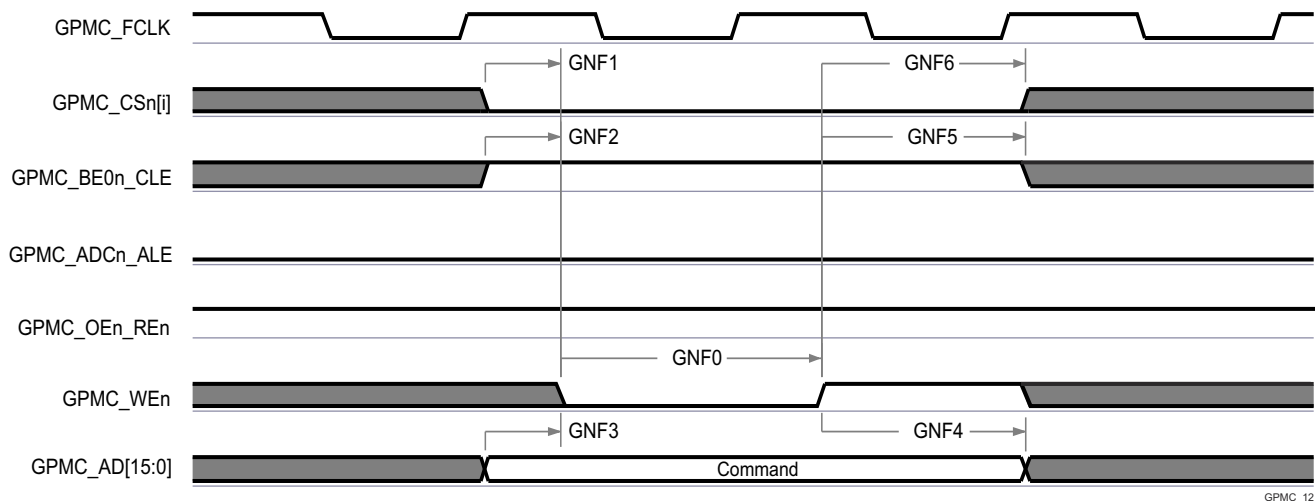 GPMC_FCLK
GNF1
GNF6
GPMC_CSn[i]
GNF2
GNF5
GPMC_BE0n_CLE
GPMC_ADCn_ALE
GPMC_OEn_REn
GNF0
GPMC_WEn
GNF3
GNF4
GPMC_AD[15:0]
Command
GPMC_12